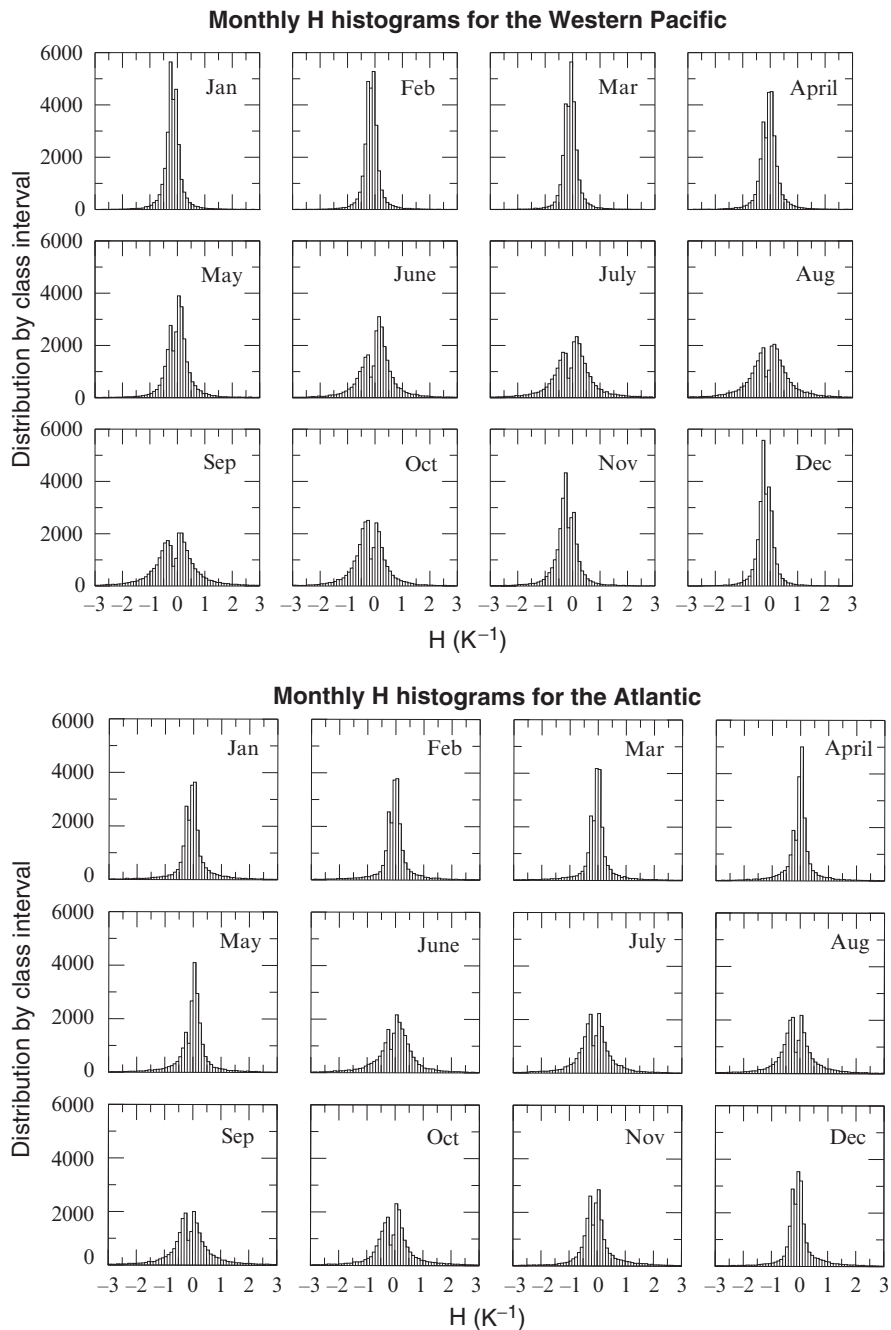 Monthly H histograms for the Western Pacific
6000
4000
2000
0
Jan
Feb
Mar
April
6000
4000
2000
0
May
June
July
Aug
6000
4000
2000
0
Sep
Oct
Nov
Dec
Distribution by class interval
–3 –2 –1 0 1 2 3
–3 –2 –1 0 1 2 3
–3 –2 –1 0 1 2 3
–3 –2 –1 0 1 2 3
H (K⁻¹)
Monthly H histograms for the Atlantic
6000
4000
2000
0
Jan
Feb
Mar
April
6000
4000
2000
0
May
June
July
Aug
6000
4000
2000
0
Sep
Oct
Nov
Dec
Distribution by class interval
–3 –2 –1 0 1 2 3
–3 –2 –1 0 1 2 3
–3 –2 –1 0 1 2 3
–3 –2 –1 0 1 2 3
H (K⁻¹)